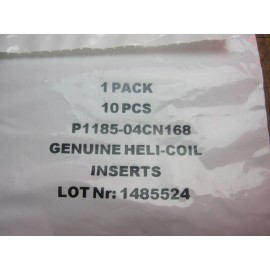 1 PACK
10 PCS
P1185-04CN168
GENUINE HELI-COIL
INSERTS
LOT Nr: 1485524